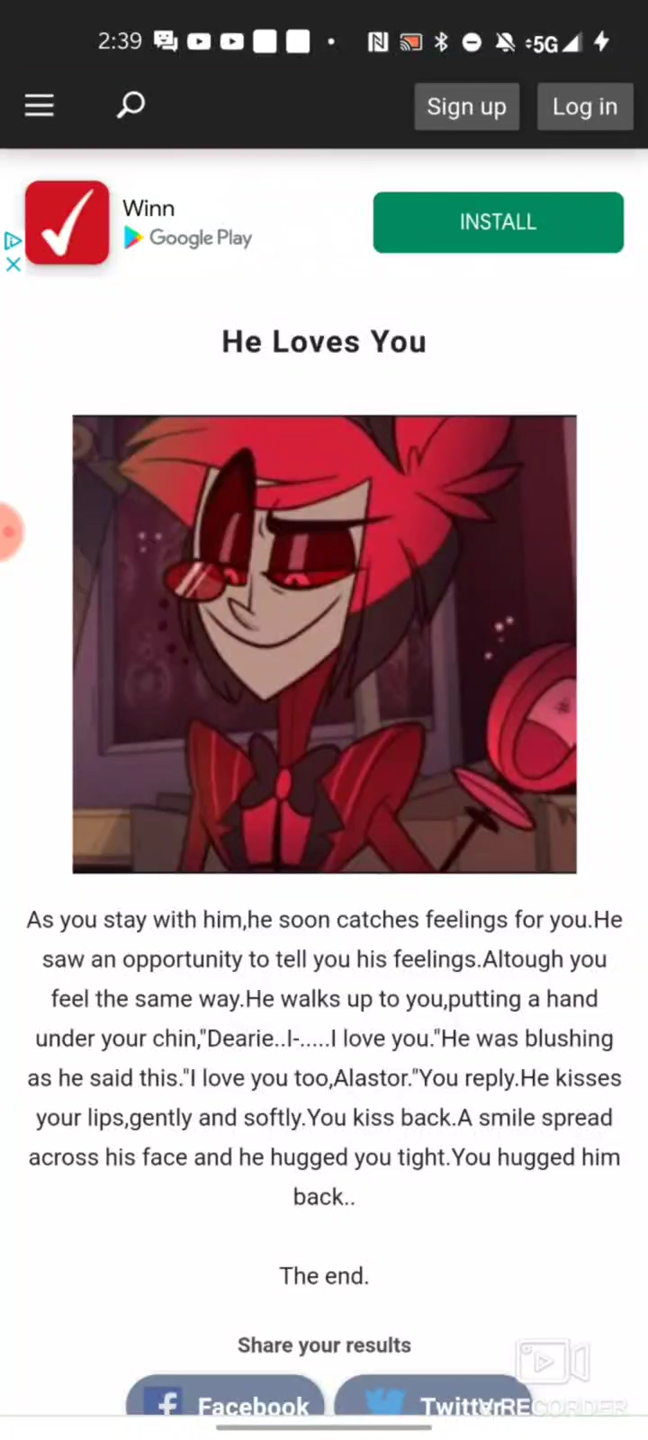 2:39
5G
Sign up
Log in
Winn
Google Play
INSTALL
He Loves You
As you stay with him,he soon catches feelings for you.He
saw an opportunity to tell you his feelings.Altough you
feel the same way.He walks up to you,putting a hand
under your chin,"Dearie..I-.....I love you."He was blushing
as he said this."I love you too,Alastor."You reply.He kisses
your lips,gently and softly.You kiss back.A smile spread
across his face and he hugged you tight.You hugged him
back..
The end.
Share your results
Facebook
Twitter
VRECORDER